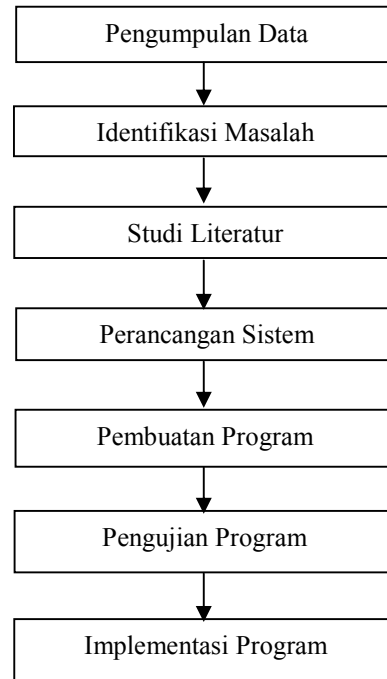 Pengumpulan Data
Identifikasi Masalah
Studi Literatur
Perancangan Sistem
Pembuatan Program
Pengujian Program
Implementasi Program